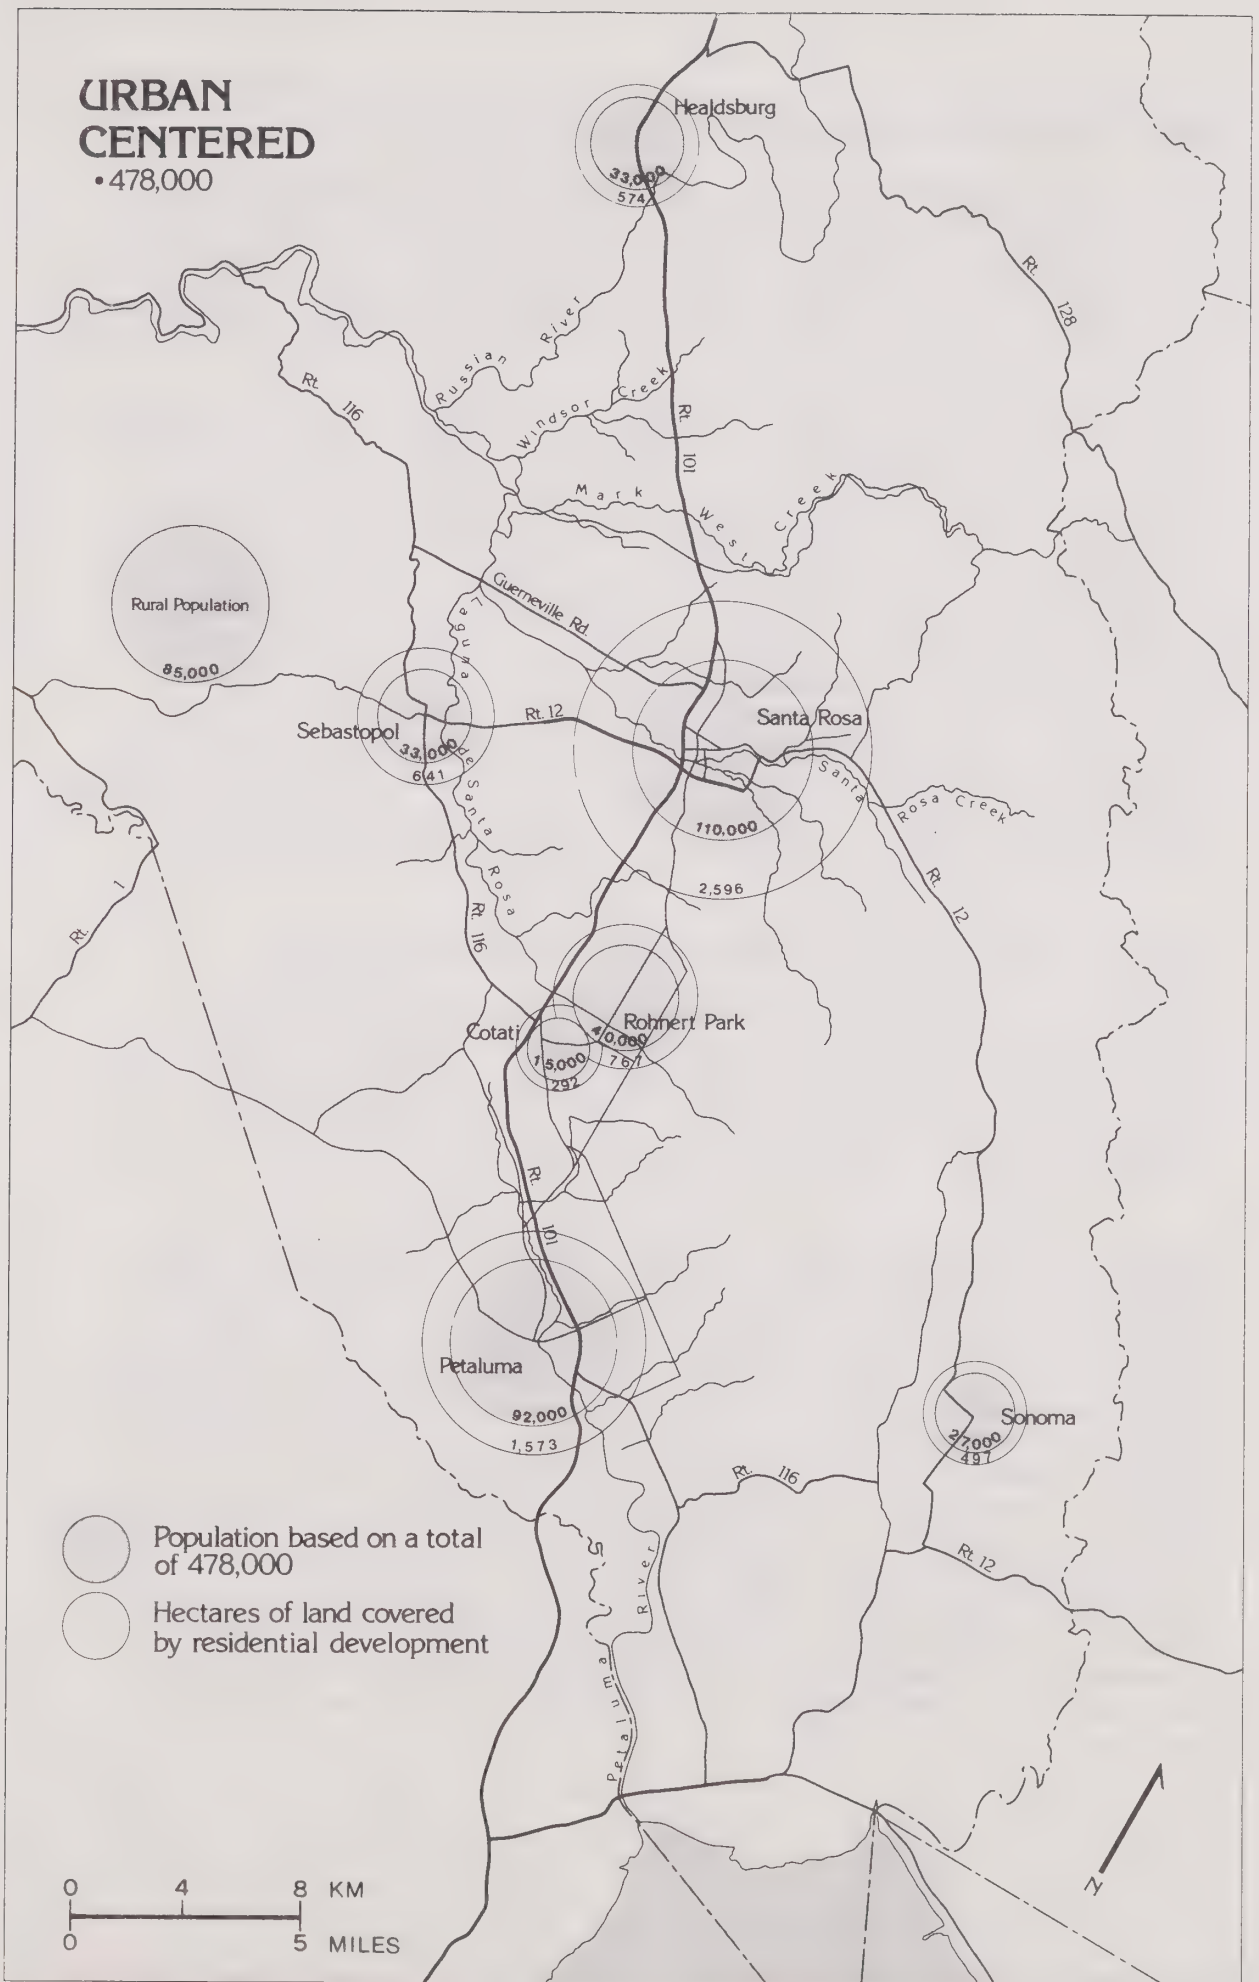 URBAN
CENTERED
• 478,000
Healdsburg
33,000
574
Rt. 128
Russian River
Rt. 116
Windsor Creek
Rt. 101
Mark West Creek
Rural Population
85,000
Guerneville Rd.
Laguna de Santa Rosa
Sebastopol
33,000
641
Rt. 12
Santa Rosa
110,000
2,596
Santa Rosa Creek
Rt. 12
Rt. 1
Rt. 116
Cotati
15,000
292
Rohnert Park
40,000
767
Rt. 101
Petaluma
92,000
1,573
Sonoma
27,000
497
Rt. 116
Rt. 12
Petaluma River
Population based on a total
of 478,000
Hectares of land covered
by residential development
0 4 8 KM
0 5 MILES
N